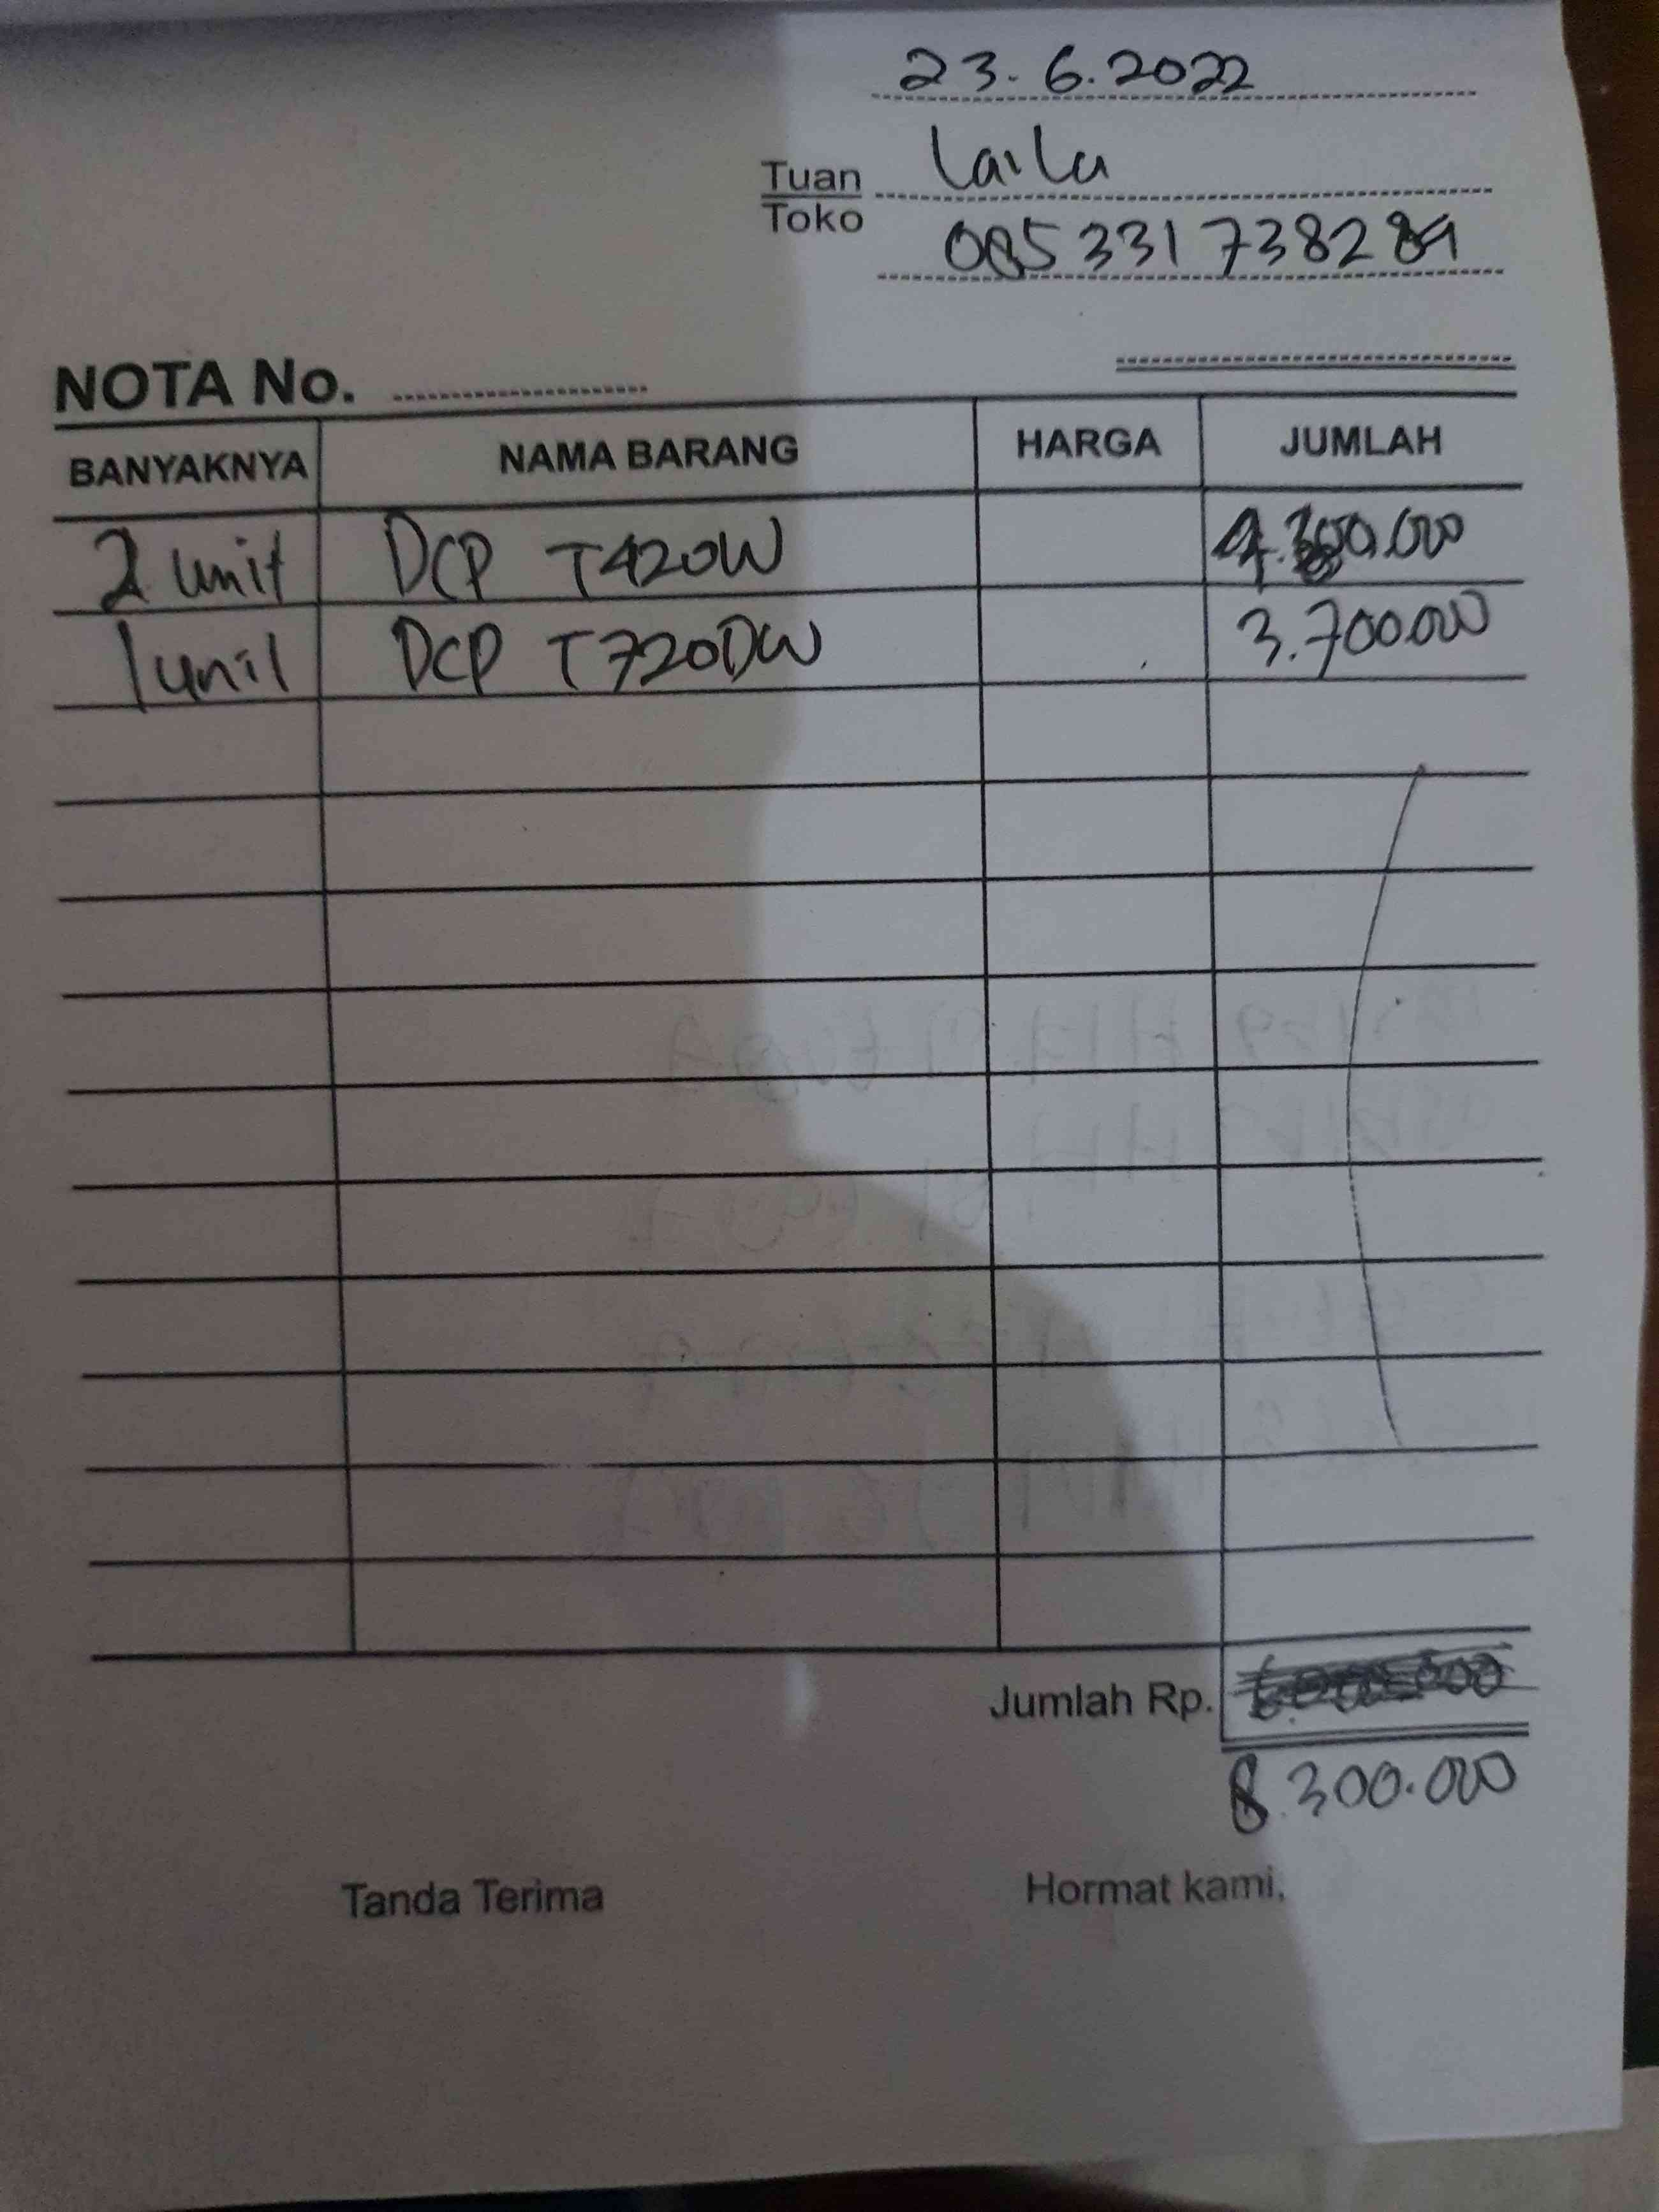 23.6.2022
Tuan Laila
Toko
085331738289
NOTA No.
BANYAKNYA NAMA BARANG HARGA JUMLAH
2 unit DCP T420W
1 unit DCP T720DW 3.700.000
Jumlah Rp.
8.300.000
Tanda Terima Hormat kami,